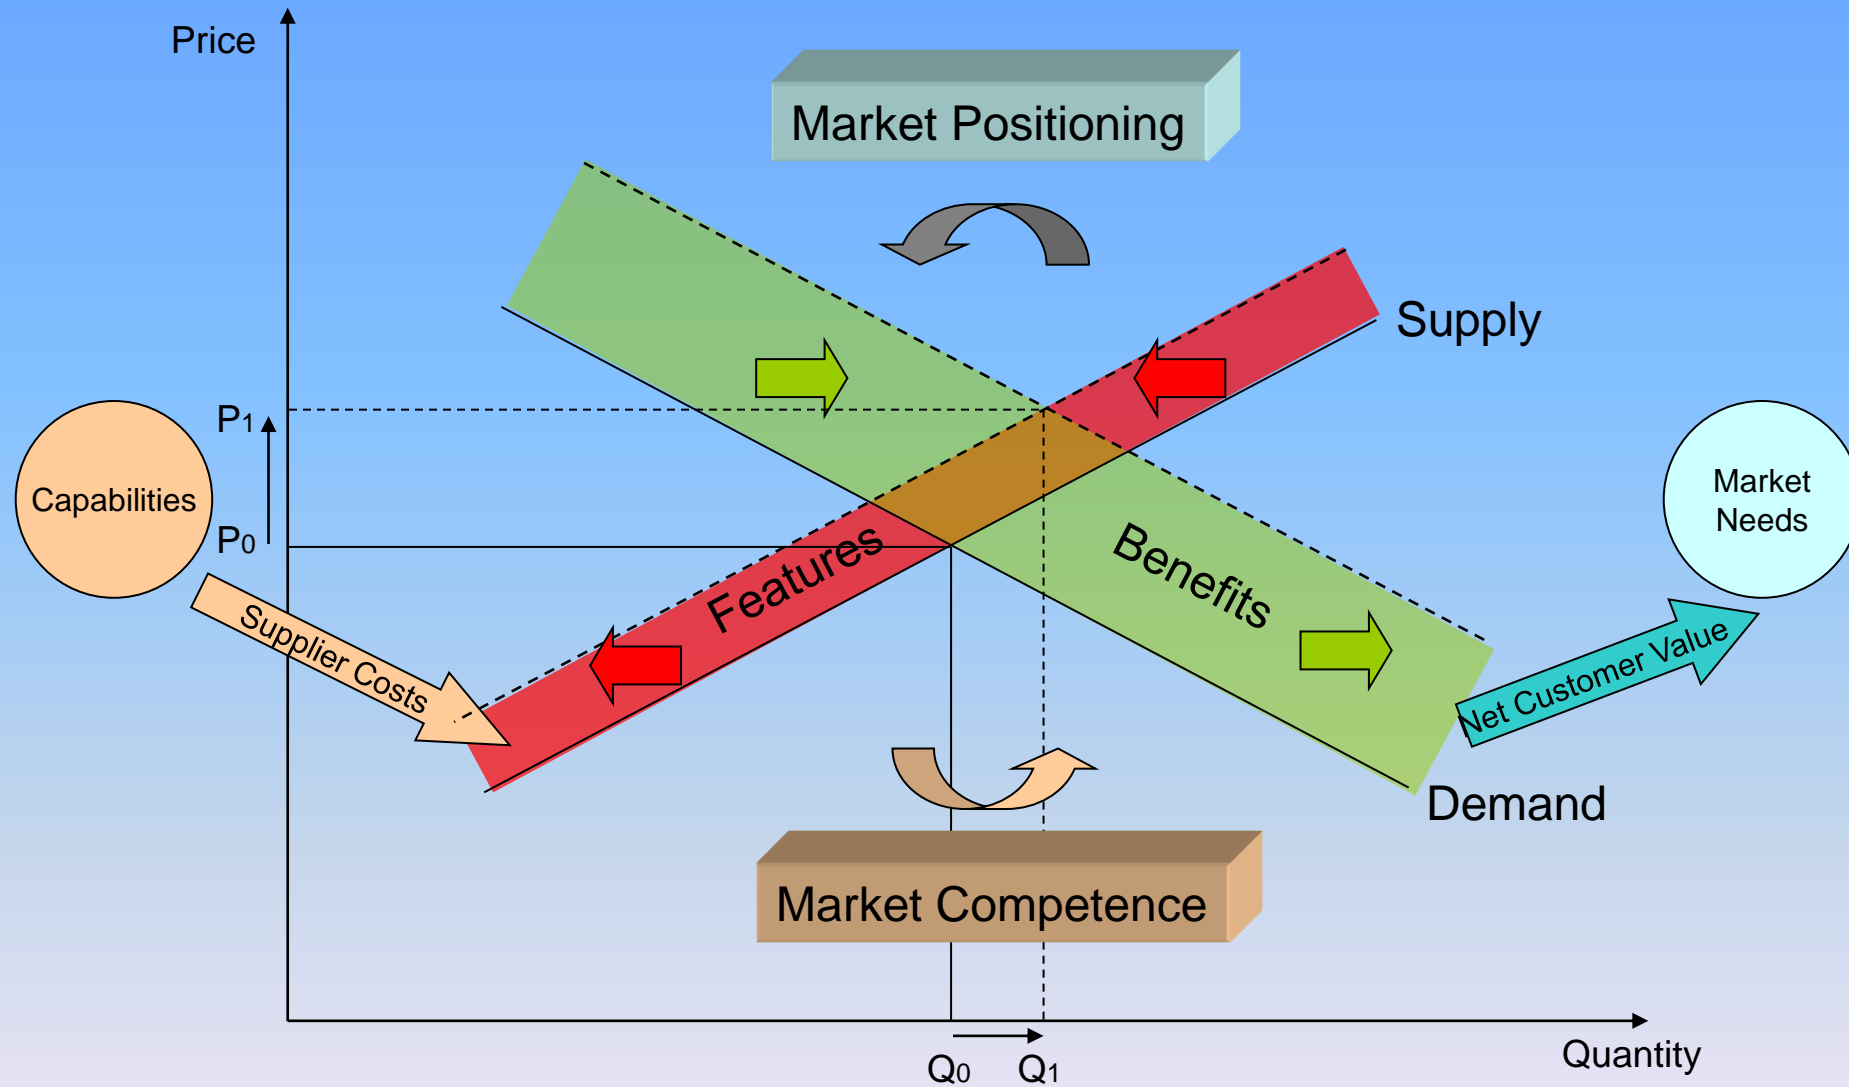 Price
Market Positioning
Supply
P1
Capabilities
Market
Needs
P0
Features
Benefits
Supplier Costs
Net Customer Value
Demand
Market Competence
Quantity
Q0 Q1